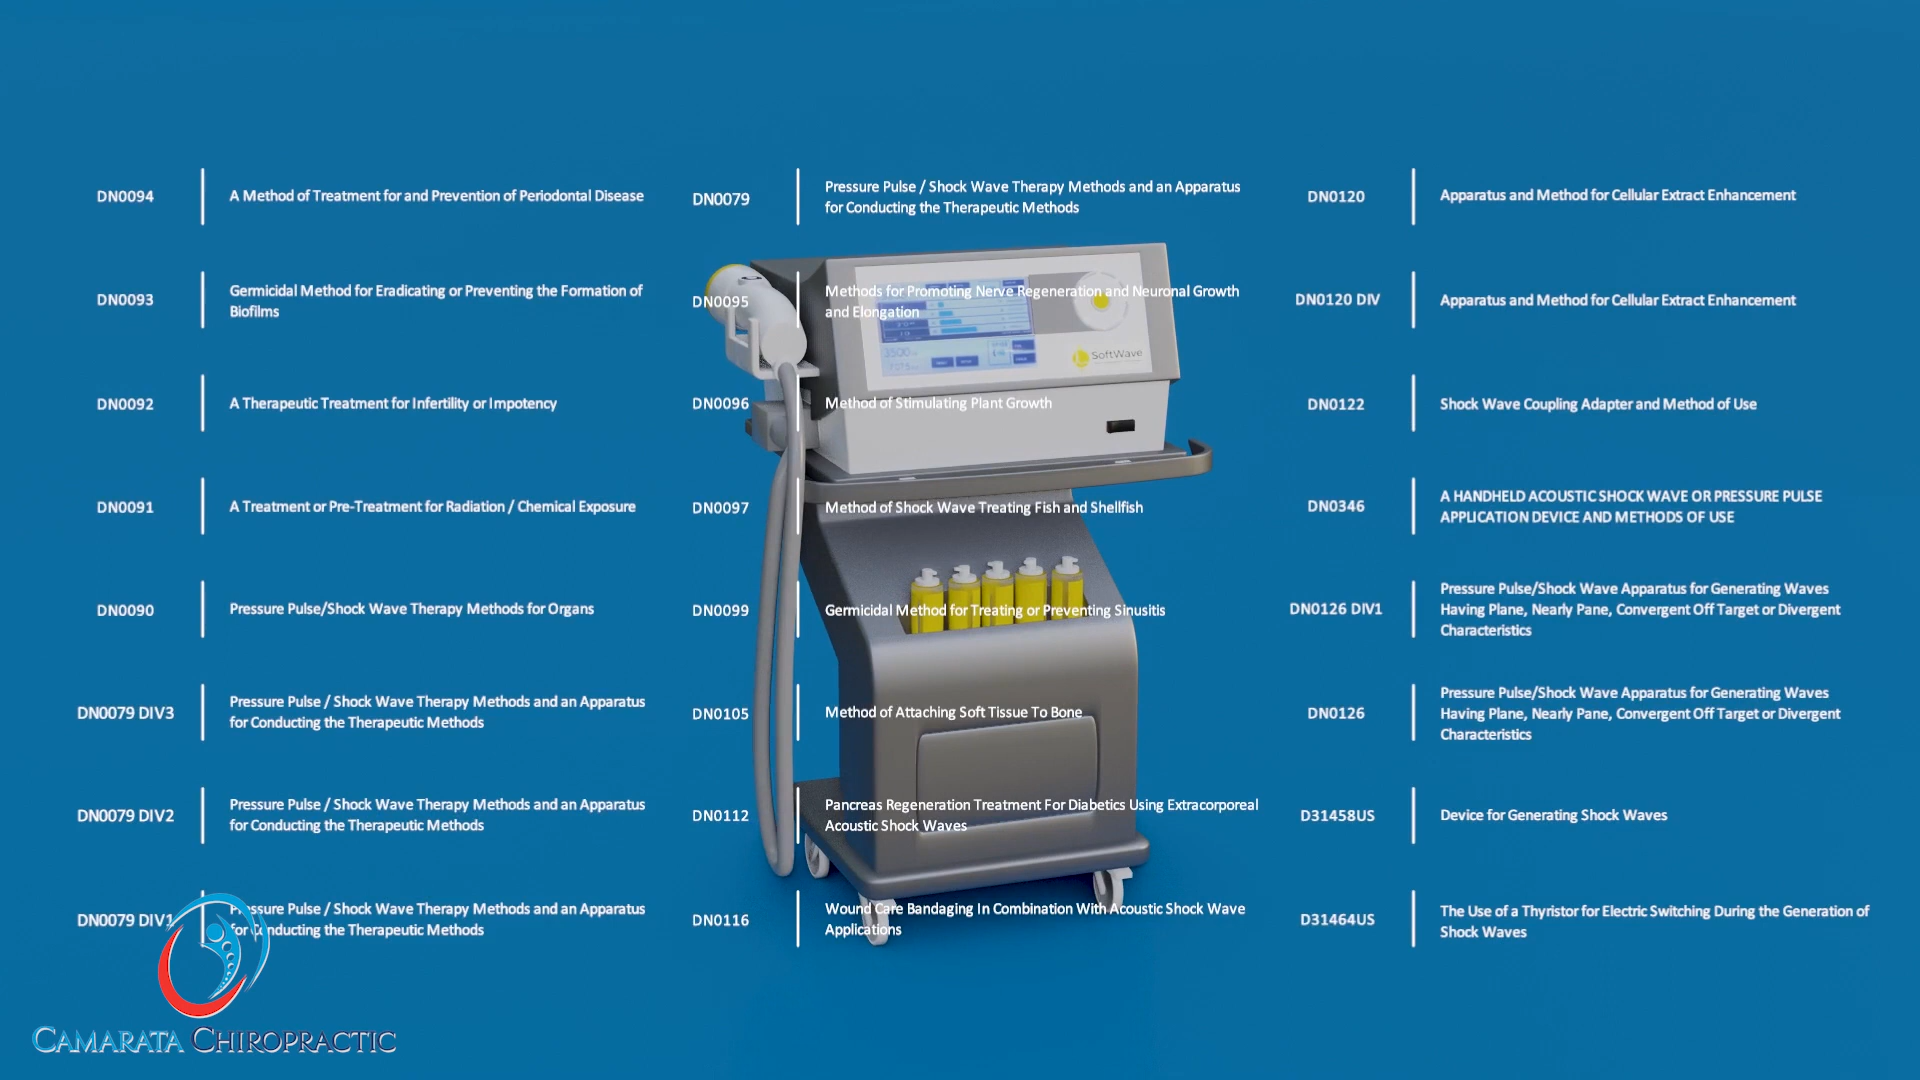 DN0094
A Method of Treatment for and Prevention of Periodontal Disease
DN0093
Germicidal Method for Eradicating or Preventing the Formation of
Biofilms
DN0092
A Therapeutic Treatment for Infertility or Impotency
DN0091
A Treatment or Pre-Treatment for Radiation / Chemical Exposure
DN0090
Pressure Pulse/Shock Wave Therapy Methods for Organs
DN0079 DIV3
Pressure Pulse / Shock Wave Therapy Methods and an Apparatus
for Conducting the Therapeutic Methods
DN0079 DIV2
Pressure Pulse / Shock Wave Therapy Methods and an Apparatus
for Conducting the Therapeutic Methods
DN0079 DIV1
Pressure Pulse / Shock Wave Therapy Methods and an Apparatus
for Conducting the Therapeutic Methods
DN0079
Pressure Pulse / Shock Wave Therapy Methods and an Apparatus
for Conducting the Therapeutic Methods
DN0095
Methods for Promoting Nerve Regeneration and Neuronal Growth
and Elongation
DN0096
Method of Stimulating Plant Growth
DN0097
Method of Shock Wave Treating Fish and Shellfish
DN0099
Germicidal Method for Treating or Preventing Sinusitis
DN0105
Method of Attaching Soft Tissue To Bone
DN0112
Pancreas Regeneration Treatment For Diabetics Using Extracorporeal
Acoustic Shock Waves
DN0116
Wound Care Bandaging In Combination With Acoustic Shock Wave
Applications
DN0120
Apparatus and Method for Cellular Extract Enhancement
DN0120 DIV
Apparatus and Method for Cellular Extract Enhancement
DN0122
Shock Wave Coupling Adapter and Method of Use
DN0346
A HANDHELD ACOUSTIC SHOCK WAVE OR PRESSURE PULSE
APPLICATION DEVICE AND METHODS OF USE
DN0126 DIV1
Pressure Pulse/Shock Wave Apparatus for Generating Waves
Having Plane, Nearly Pane, Convergent Off Target or Divergent
Characteristics
DN0126
Pressure Pulse/Shock Wave Apparatus for Generating Waves
Having Plane, Nearly Pane, Convergent Off Target or Divergent
Characteristics
D31458US
Device for Generating Shock Waves
D31464US
The Use of a Thyristor for Electric Switching During the Generation of
Shock Waves
SoftWave
3500
CAMARATA CHIROPRACTIC